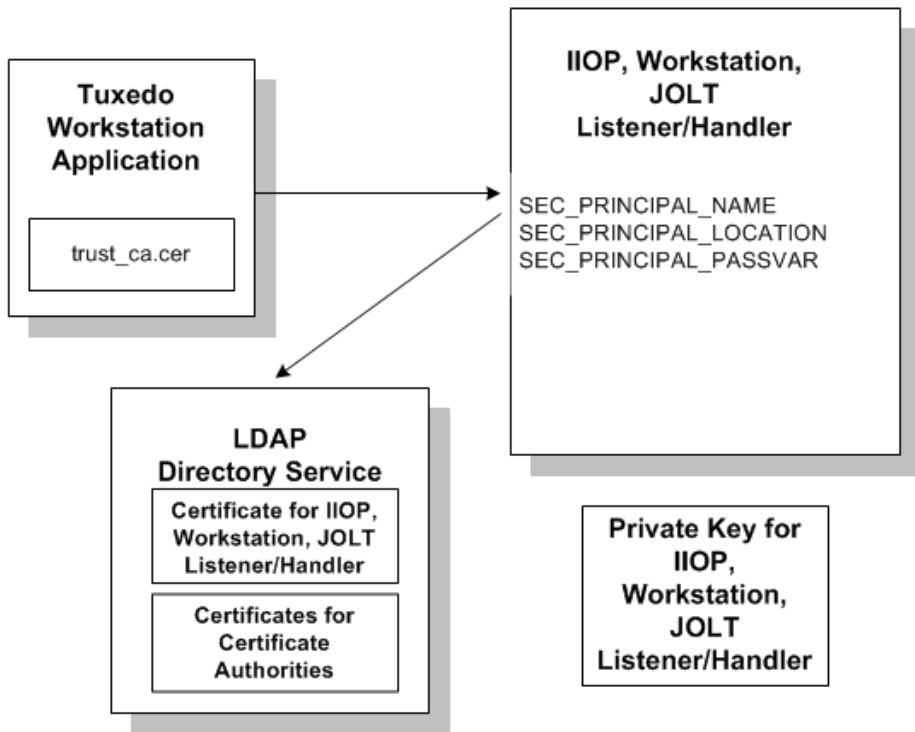 Tuxedo
Workstation
Application
trust_ca.cer
IIOP, Workstation,
JOLT
Listener/Handler
SEC_PRINCIPAL_NAME
SEC_PRINCIPAL_LOCATION
SEC_PRINCIPAL_PASSVAR
LDAP
Directory Service
Certificate for IIOP,
Workstation, JOLT
Listener/Handler
Certificates for
Certificate
Authorities
Private Key for
IIOP,
Workstation,
JOLT
Listener/Handler